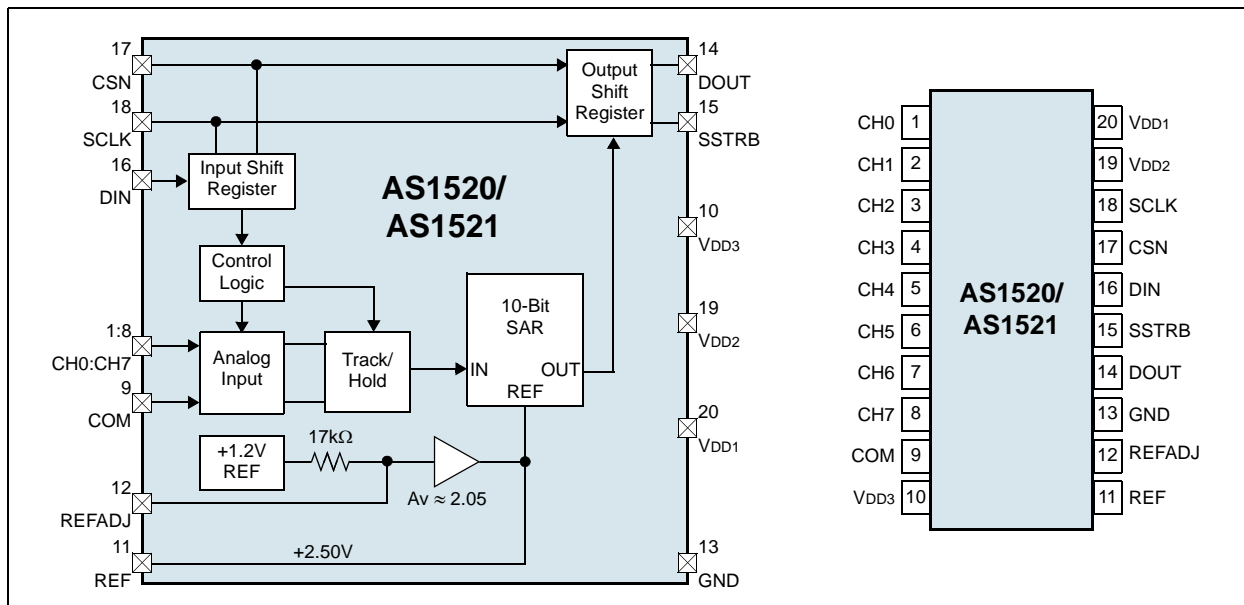 17
CSN
18
SCLK
16
DIN
Input Shift
Register
Output
Shift
Register
14
DOUT
15
SSTRB
AS1520/
AS1521
10
VDD3
Control
Logic
10-Bit
SAR
IN
OUT
REF
19
VDD2
1:8
CH0:CH7
9
COM
Analog
Input
Track/
Hold
20
VDD1
+1.2V
REF
17kΩ
Av ≈ 2.05
12
REFADJ
11
REF
+2.50V
13
GND
CH0 1
CH1 2
CH2 3
CH3 4
CH4 5
CH5 6
CH6 7
CH7 8
COM 9
VDD3 10
AS1520/
AS1521
20 VDD1
19 VDD2
18 SCLK
17 CSN
16 DIN
15 SSTRB
14 DOUT
13 GND
12 REFADJ
11 REF